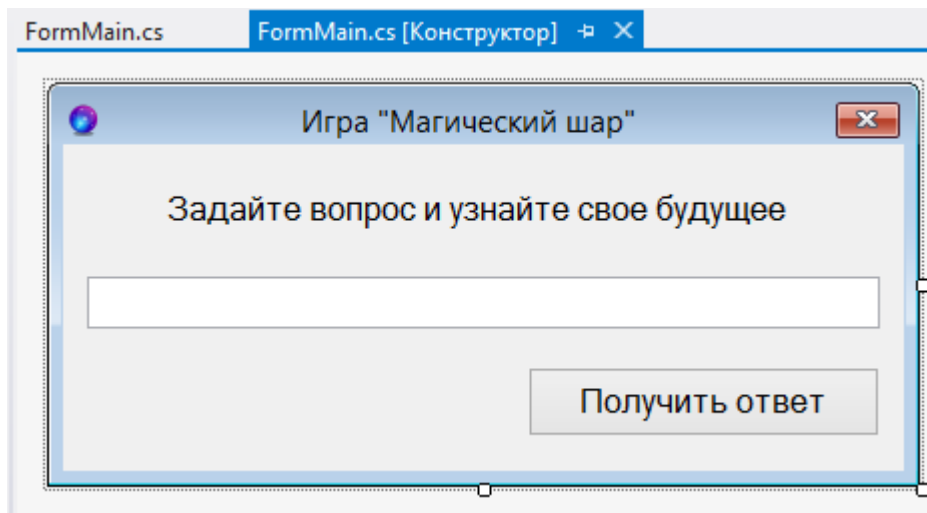 FormMain.cs FormMain.cs [Конструктор]
Игра "Магический шар"
Задайте вопрос и узнайте свое будущее
Получить ответ